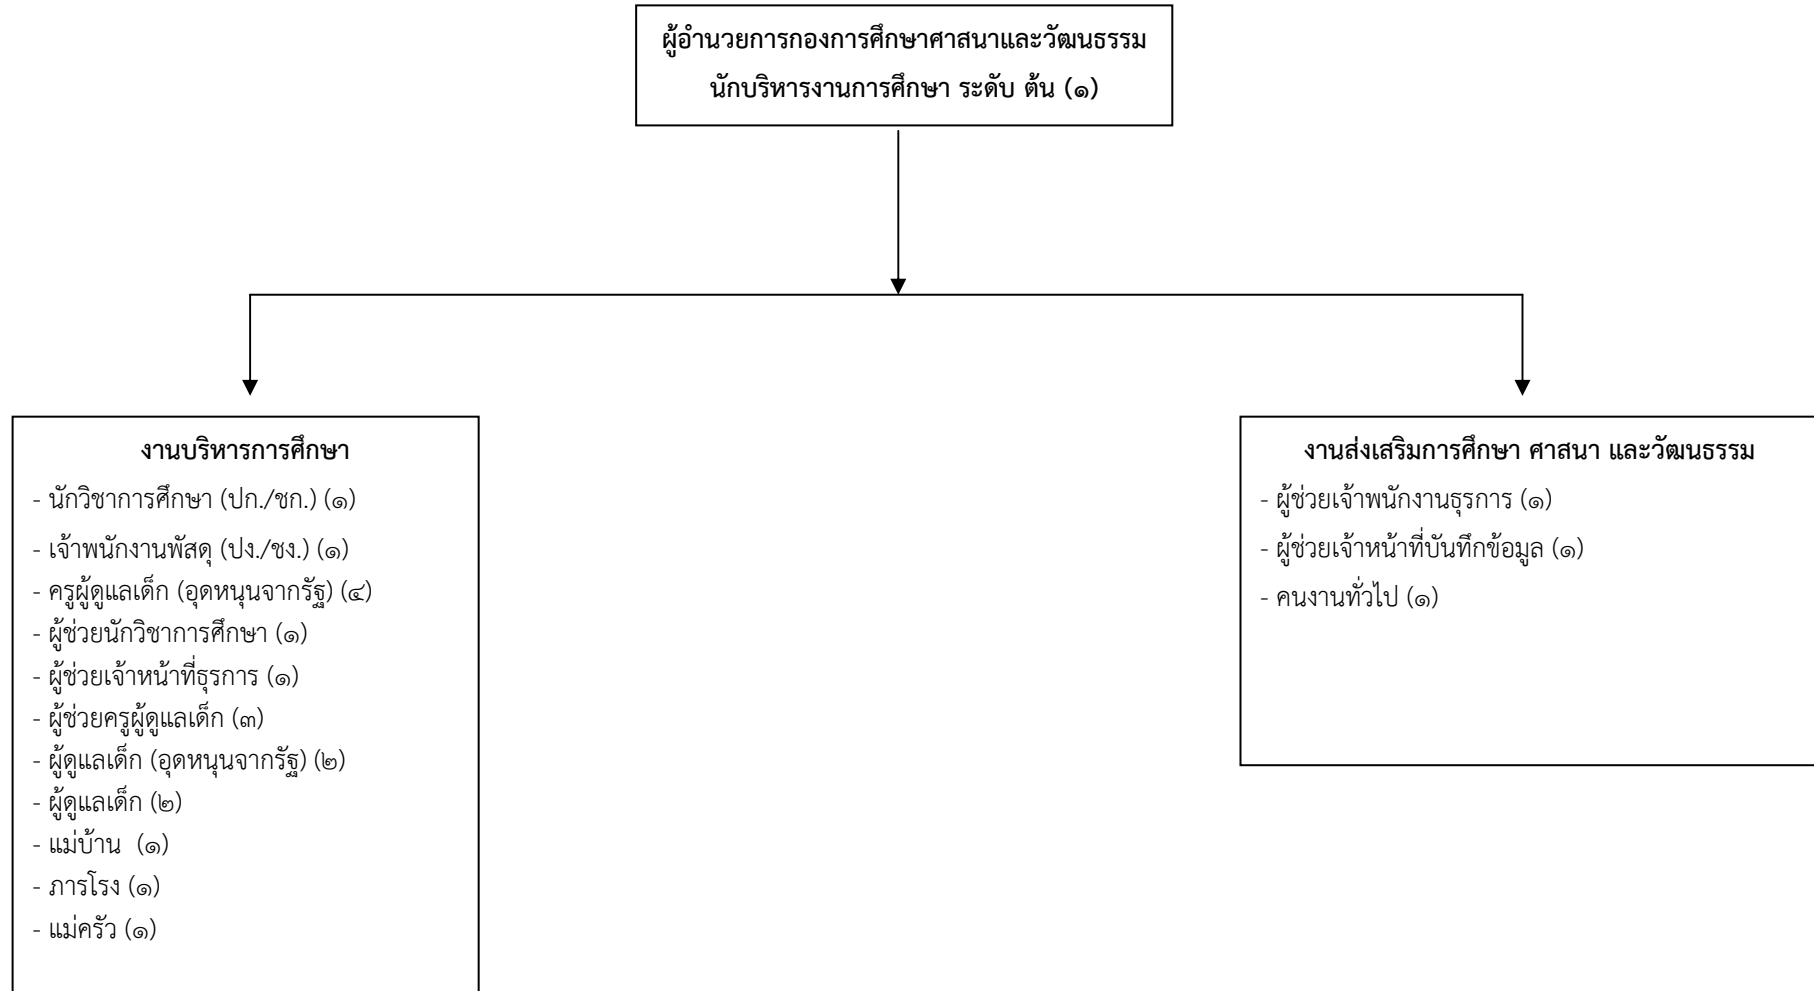 ผู้อำนวยการกองการศึกษาศาสนาและวัฒนธรรม
นักบริหารงานการศึกษา ระดับ ต้น (๑)
งานบริหารการศึกษา
- นักวิชาการศึกษา (ปก./ชก.) (๑)
- เจ้าพนักงานพัสดุ (ปง./ชง.) (๑)
- ครูผู้ดูแลเด็ก (อุดหนุนจากรัฐ) (๔)
- ผู้ช่วยนักวิชาการศึกษา (๑)
- ผู้ช่วยเจ้าหน้าที่ธุรการ (๑)
- ผู้ช่วยครูผู้ดูแลเด็ก (๓)
- ผู้ดูแลเด็ก (อุดหนุนจากรัฐ) (๒)
- ผู้ดูแลเด็ก (๒)
- แม่บ้าน (๑)
- ภารโรง (๑)
- แม่ครัว (๑)
งานส่งเสริมการศึกษา ศาสนา และวัฒนธรรม
- ผู้ช่วยเจ้าพนักงานธุรการ (๑)
- ผู้ช่วยเจ้าหน้าที่บันทึกข้อมูล (๑)
- คนงานทั่วไป (๑)